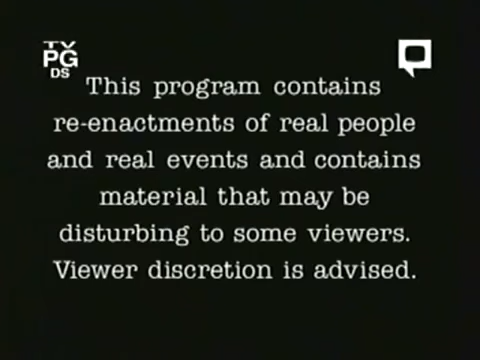 TV
PG
DS
This program contains
re-enactments of real people
and real events and contains
material that may be
disturbing to some viewers.
Viewer discretion is advised.